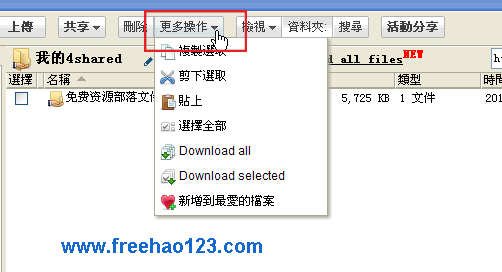 上傳 共享 刪除 更多操作 檢視 資料夾: 搜尋 活動分享
我的4shared all files NEW
選擇 名稱 類型 時間
免费资源部落文件 5,725 KB 1 文件 201
複製選取
剪下選取
貼上
選擇全部
Download all
Download selected
新增到最愛的檔案
www.freehao123.com